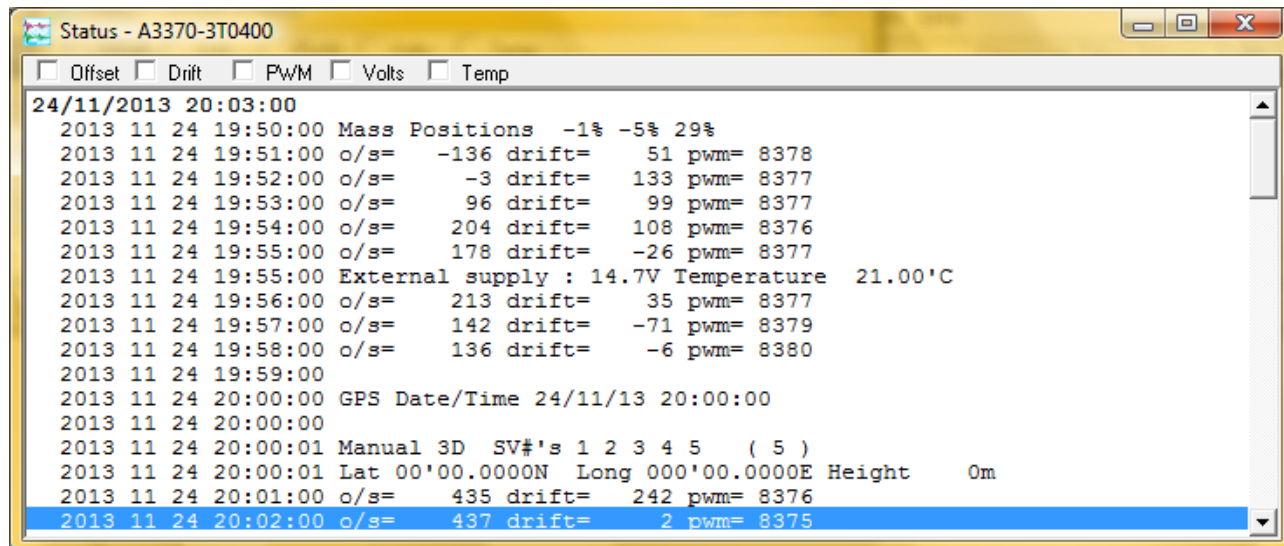 Status - A3370-3T0400
Offset Drift PWM Volts Temp
24/11/2013 20:03:00
2013 11 24 19:50:00 Mass Positions -1% -5% 29%
2013 11 24 19:51:00 o/s= -136 drift= 51 pwm= 8378
2013 11 24 19:52:00 o/s= -3 drift= 133 pwm= 8377
2013 11 24 19:53:00 o/s= 96 drift= 99 pwm= 8377
2013 11 24 19:54:00 o/s= 204 drift= 108 pwm= 8376
2013 11 24 19:55:00 o/s= 178 drift= -26 pwm= 8377
2013 11 24 19:55:00 External supply : 14.7V Temperature 21.00'C
2013 11 24 19:56:00 o/s= 213 drift= 35 pwm= 8377
2013 11 24 19:57:00 o/s= 142 drift= -71 pwm= 8379
2013 11 24 19:58:00 o/s= 136 drift= -6 pwm= 8380
2013 11 24 19:59:00
2013 11 24 20:00:00 GPS Date/Time 24/11/13 20:00:00
2013 11 24 20:00:00
2013 11 24 20:00:01 Manual 3D SV#'s 1 2 3 4 5 ( 5 )
2013 11 24 20:00:01 Lat 00'00.0000N Long 000'00.0000E Height 0m
2013 11 24 20:01:00 o/s= 435 drift= 242 pwm= 8376
2013 11 24 20:02:00 o/s= 437 drift= 2 pwm= 8375